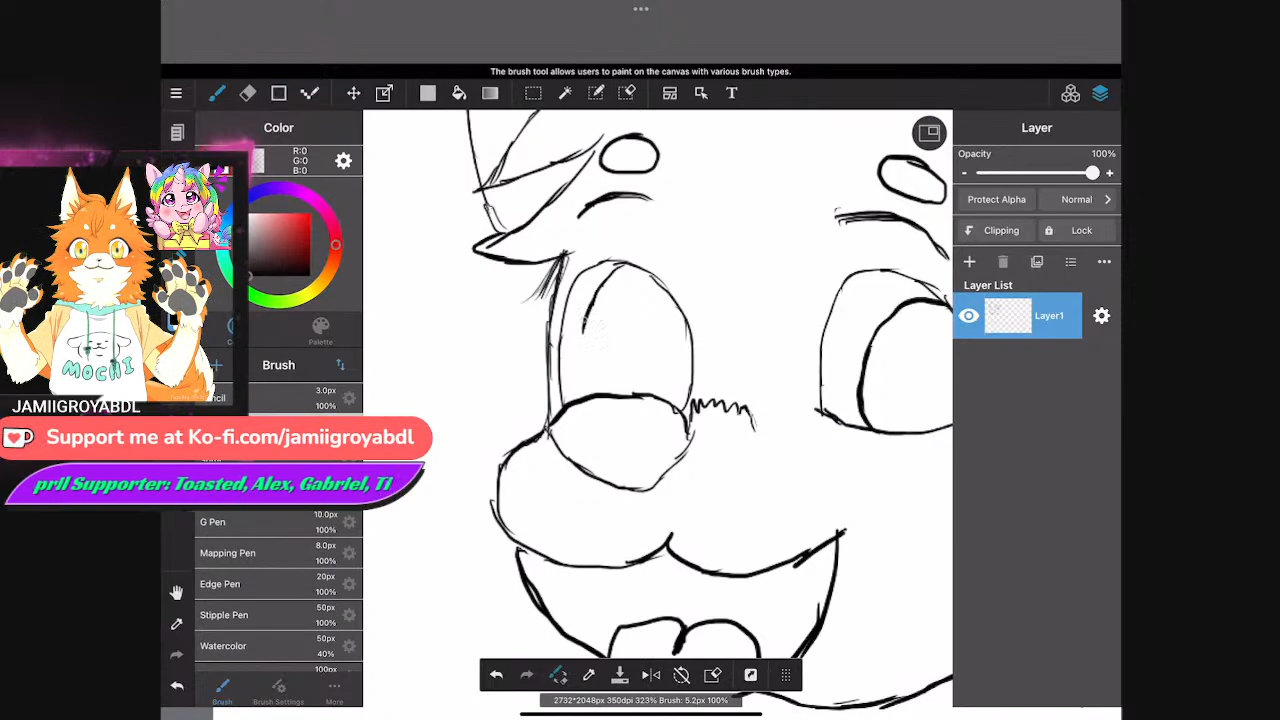 The brush tool allows users to paint on the canvas with various brush types.
T
Color
R:0
G:0
B:0
Layer
Opacity 100%
- +
Protect Alpha Normal
Clipping Lock
Layer List
Layer1
Palette
Brush
3.0px
100%
MOCHI
JAMIIGROYABDL
Support me at Ko-fi.com/jamiigroyabdl
pril Supporter: Toasted, Alex, Gabriel, Ti
G Pen 10.0px
100%
Mapping Pen 8.0px
100%
Edge Pen 20px
100%
Stipple Pen 50px
100%
Watercolor 50px
40%
100px
Brush Brush Settings More
2732*2048px 350dpi 323% Brush: 5.2px 100%